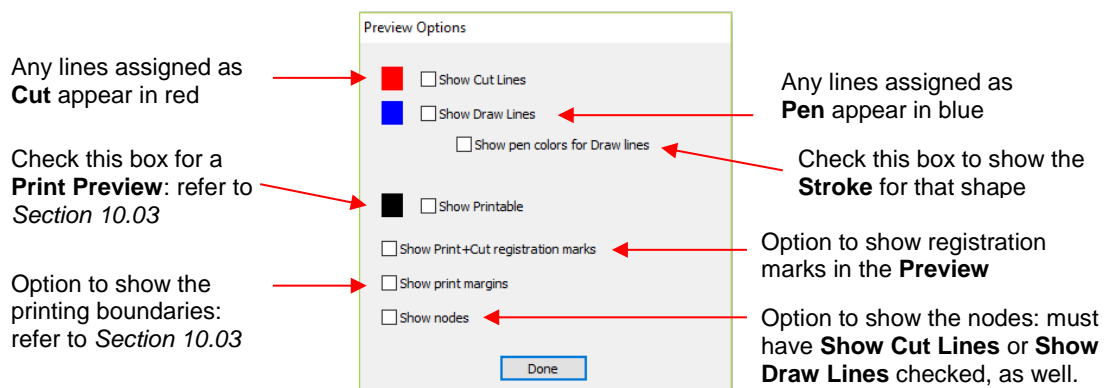 Preview Options
Any lines assigned as
Cut appear in red
Show Cut Lines
Show Draw Lines
Any lines assigned as
Pen appear in blue
Show pen colors for Draw lines
Check this box for a
Print Preview: refer to
Section 10.03
Check this box to show the
Stroke for that shape
Show Printable
Show Print+Cut registration marks
Option to show registration
marks in the Preview
Option to show the
printing boundaries:
refer to Section 10.03
Show print margins
Show nodes
Option to show the nodes: must
have Show Cut Lines or Show
Draw Lines checked, as well.
Done